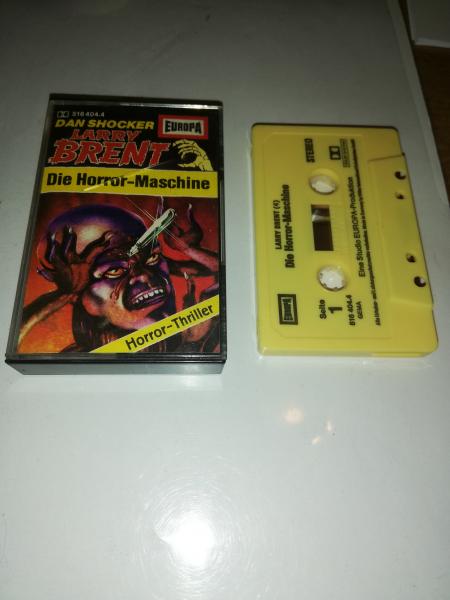 516 404.4
DAN SHOCKER
EUROPA
LARRY
BRENT
Die Horror-Maschine
Horror-Thriller
STEREO
LARRY BRENT (4)
Die Horror-Maschine
Eine Studio EUROPA-Produktion
EUROPA
Seite
1
516 404.4
GEMA